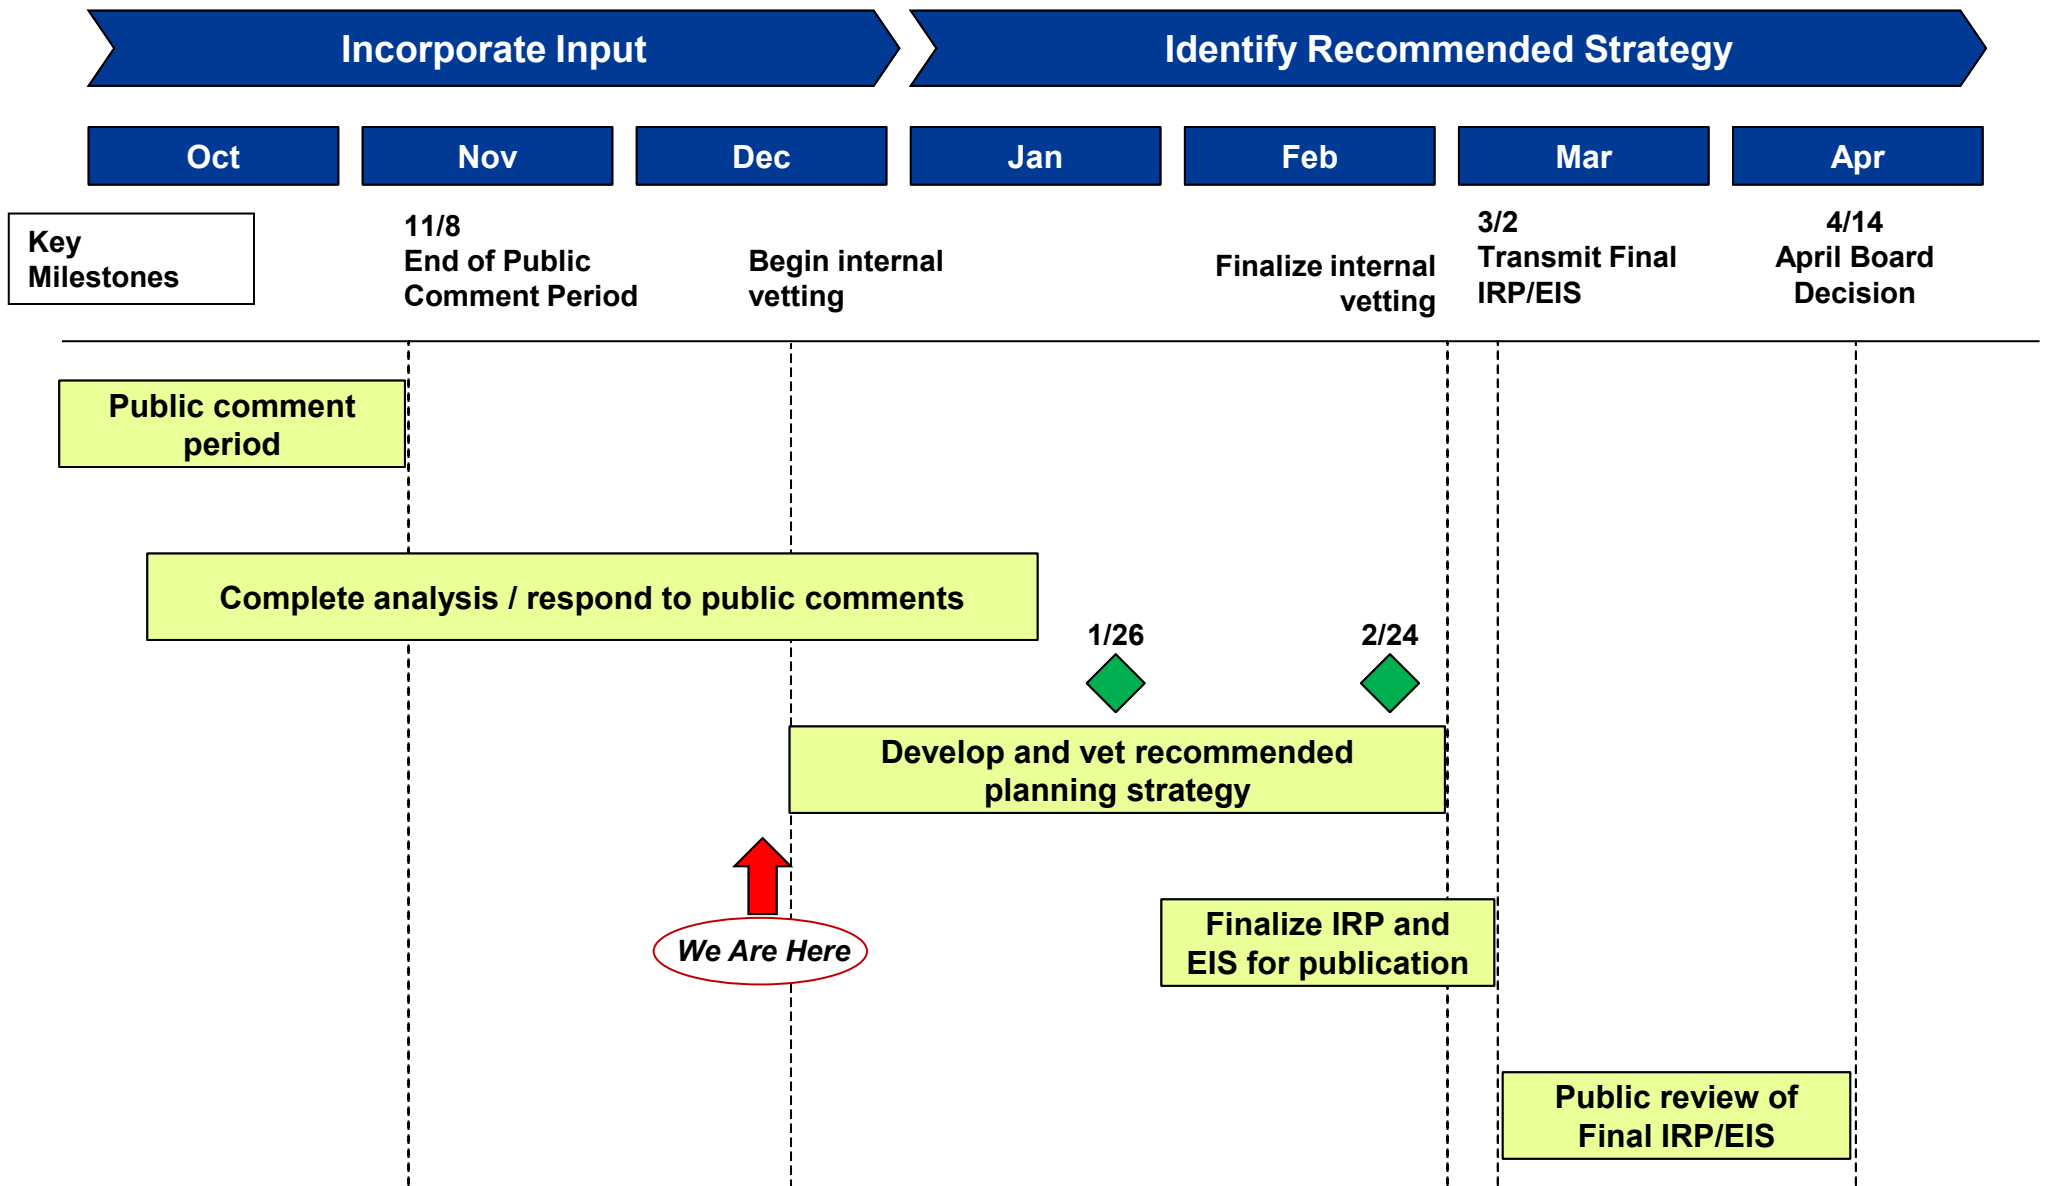 Incorporate Input
Identify Recommended Strategy
Oct
Nov
Dec
Jan
Feb
Mar
Apr
Key
Milestones
11/8
End of Public
Comment Period
Begin internal
vetting
Finalize internal
vetting
3/2
Transmit Final
IRP/EIS
4/14
April Board
Decision
Public comment
period
Complete analysis / respond to public comments
1/26
2/24
Develop and vet recommended
planning strategy
We Are Here
Finalize IRP and
EIS for publication
Public review of
Final IRP/EIS